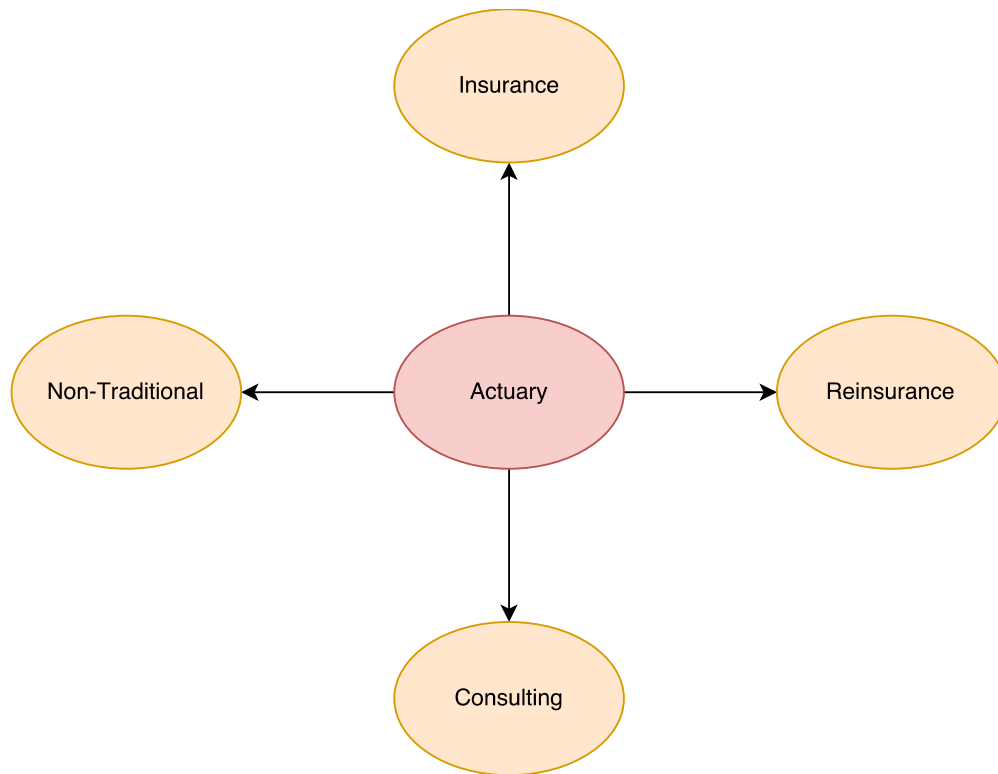 Insurance
Non-Traditional
Actuary
Reinsurance
Consulting